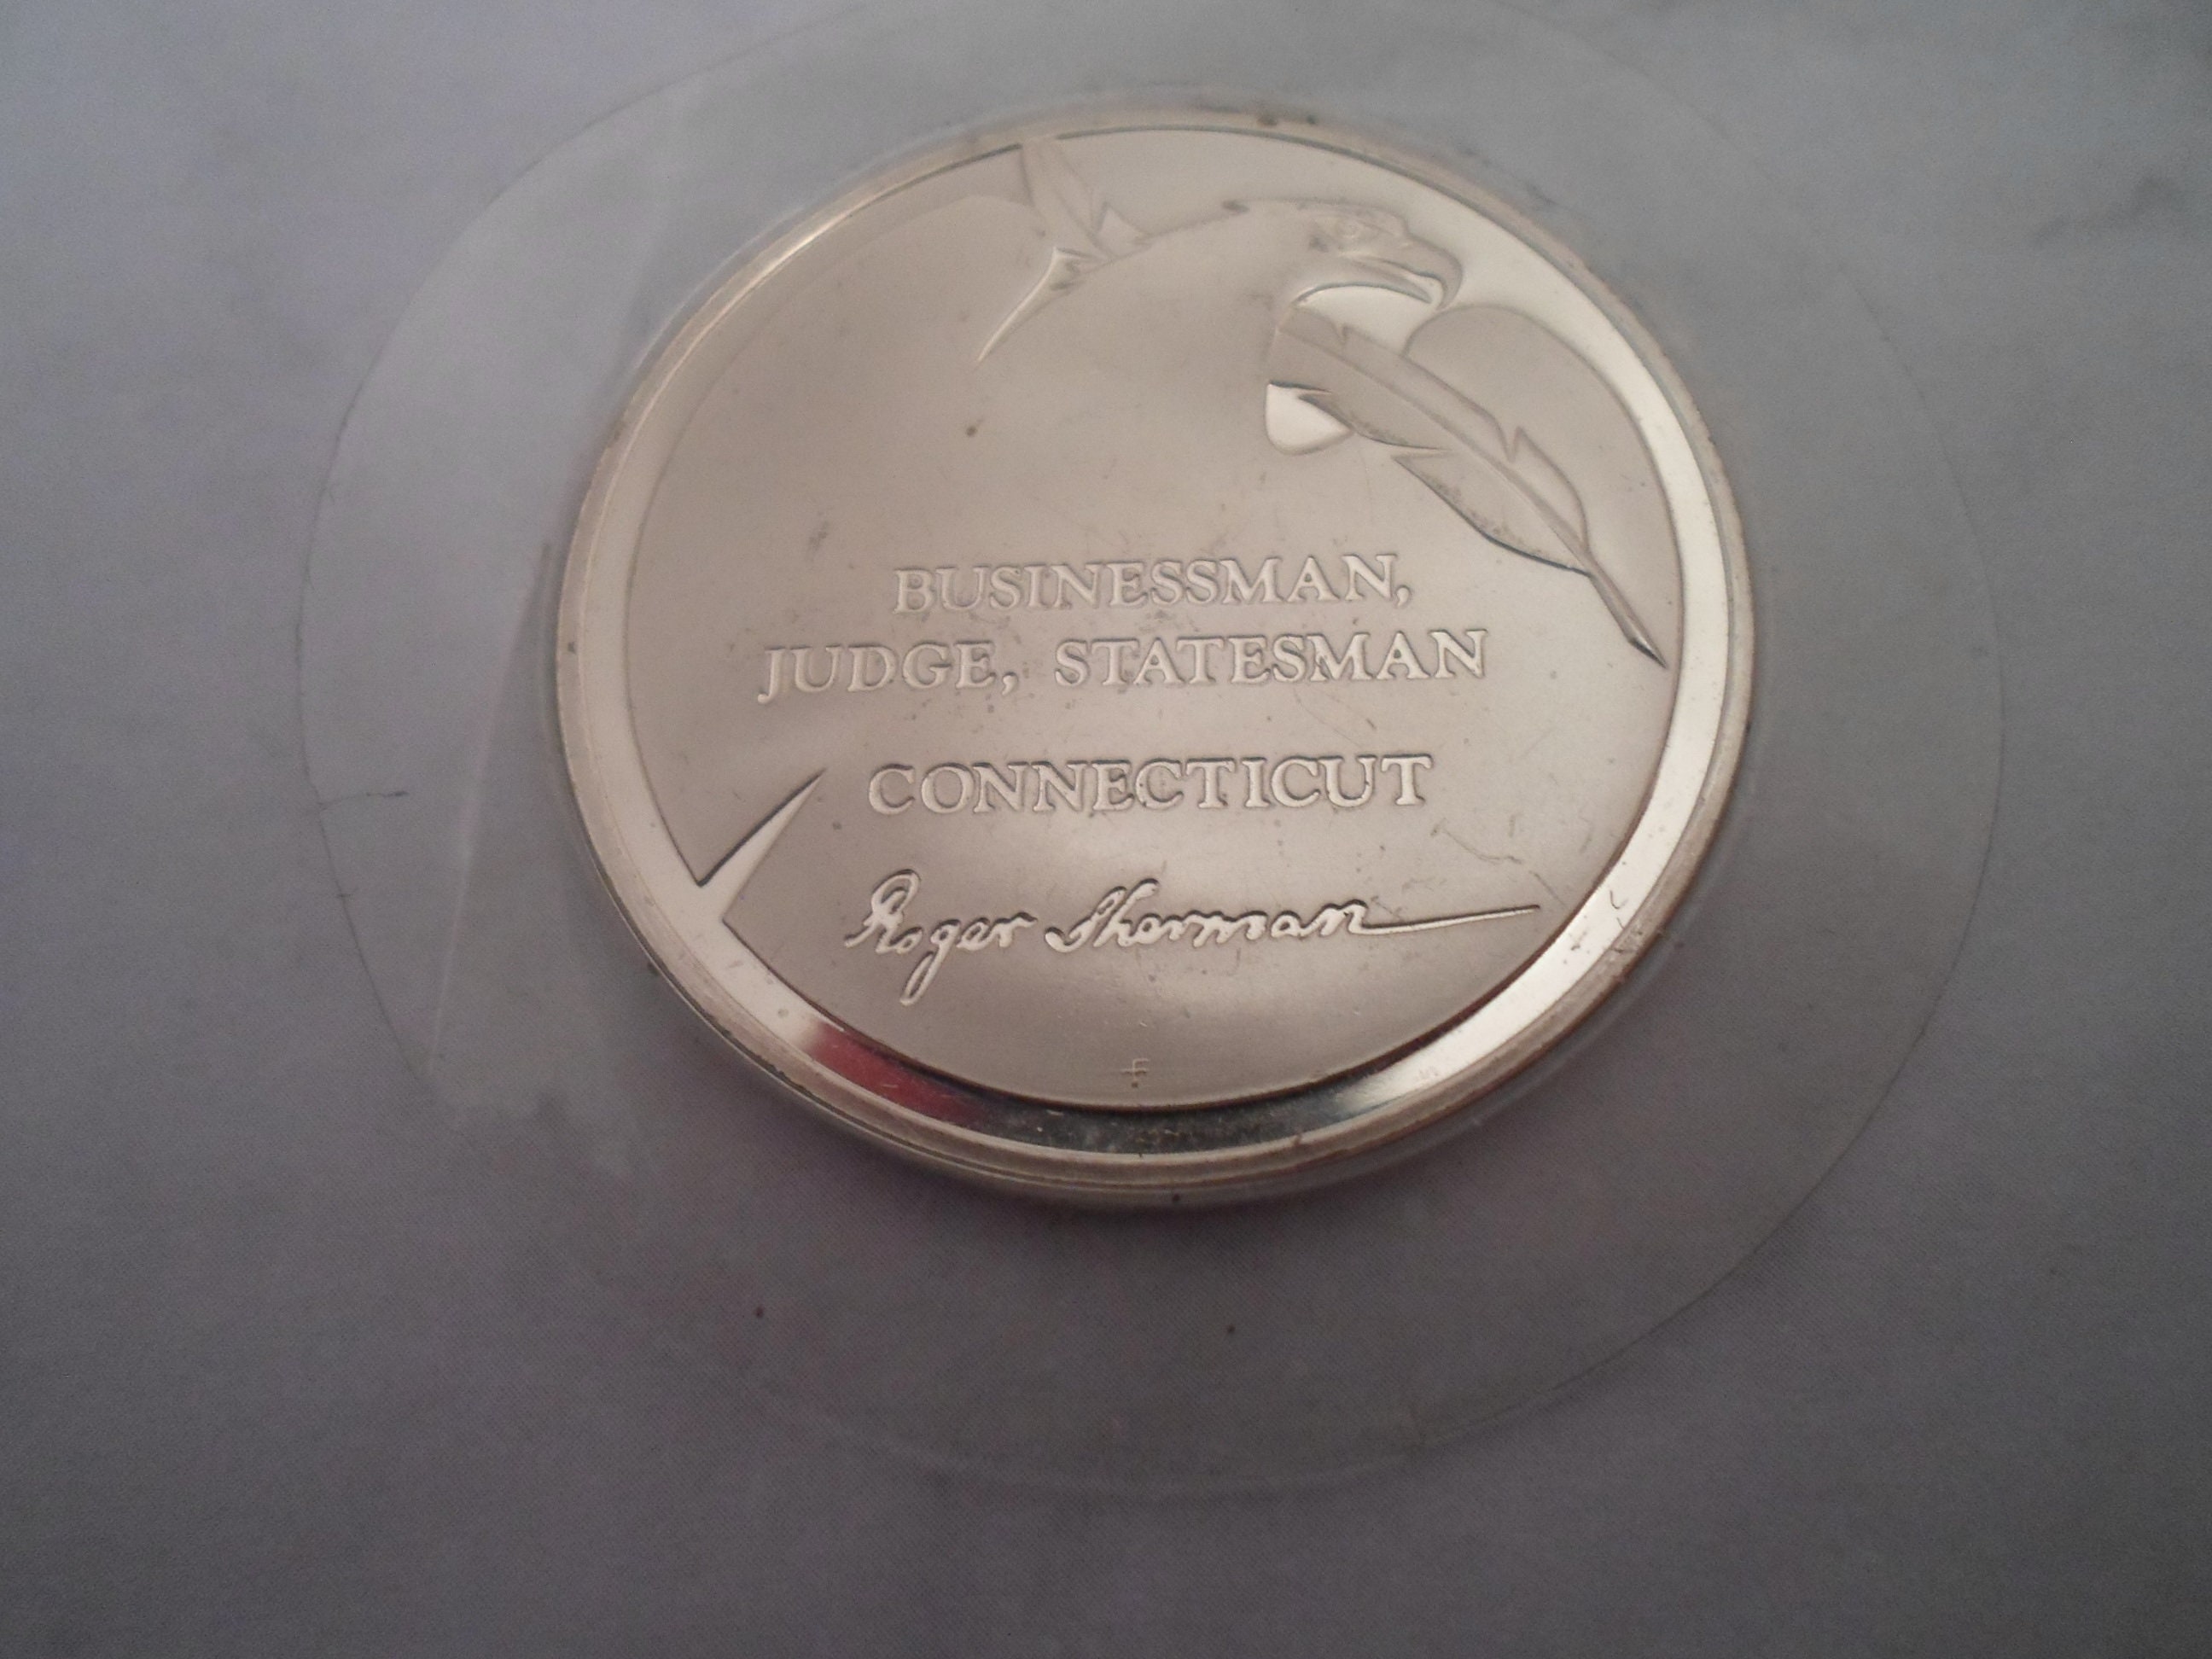 BUSINESSMAN,
JUDGE, STATESMAN
CONNECTICUT
Roger Sherman